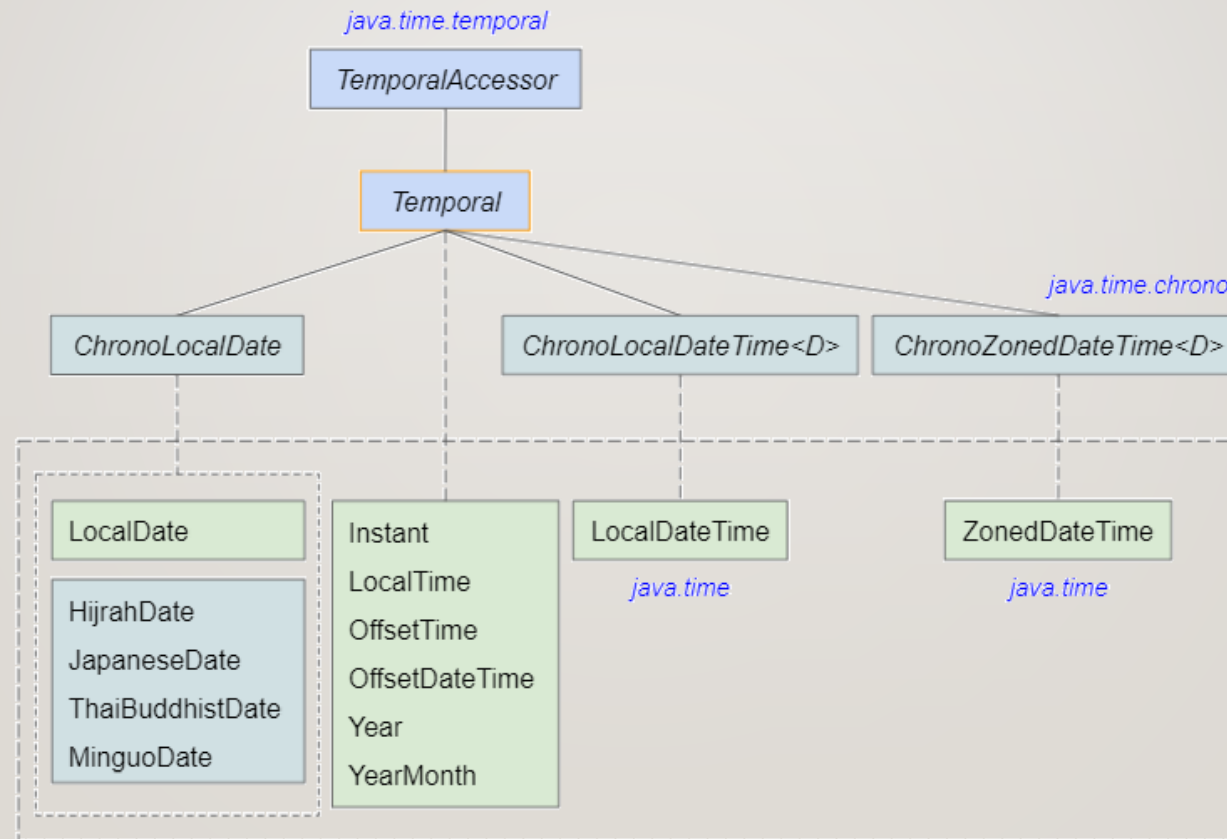 java.time.temporal
TemporalAccessor
Temporal
java.time.chrono
ChronoLocalDate
ChronoLocalDateTime<D>
ChronoZonedDateTime<D>
LocalDate
HijrahDate
JapaneseDate
ThaiBuddhistDate
MinguoDate
Instant
LocalTime
OffsetTime
OffsetDateTime
Year
YearMonth
LocalDateTime
java.time
ZonedDateTime
java.time